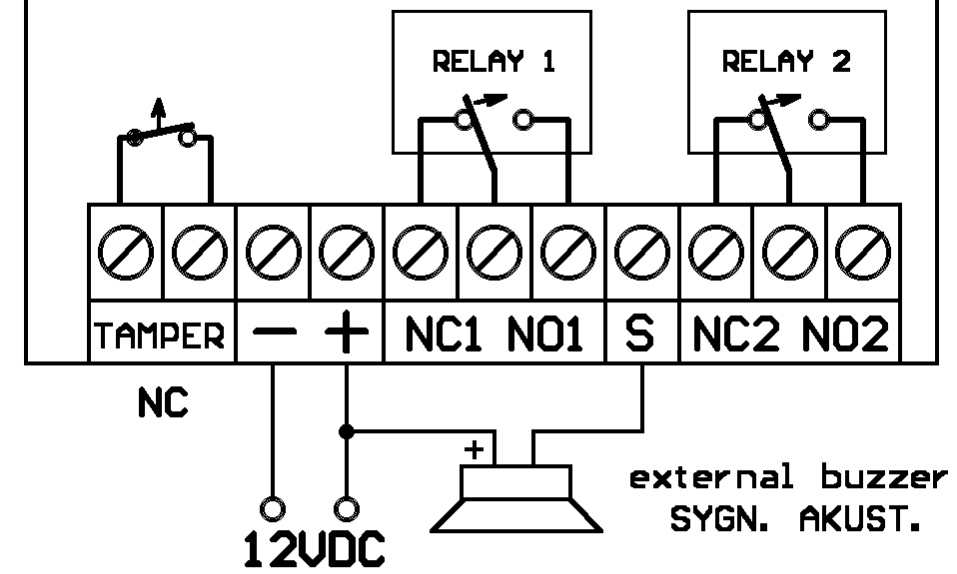 RELAY 1 RELAY 2
TAMPER − + NC1 NO1 S NC2 NO2
NC
+
external buzzer
SYGN. AKUST.
12VDC